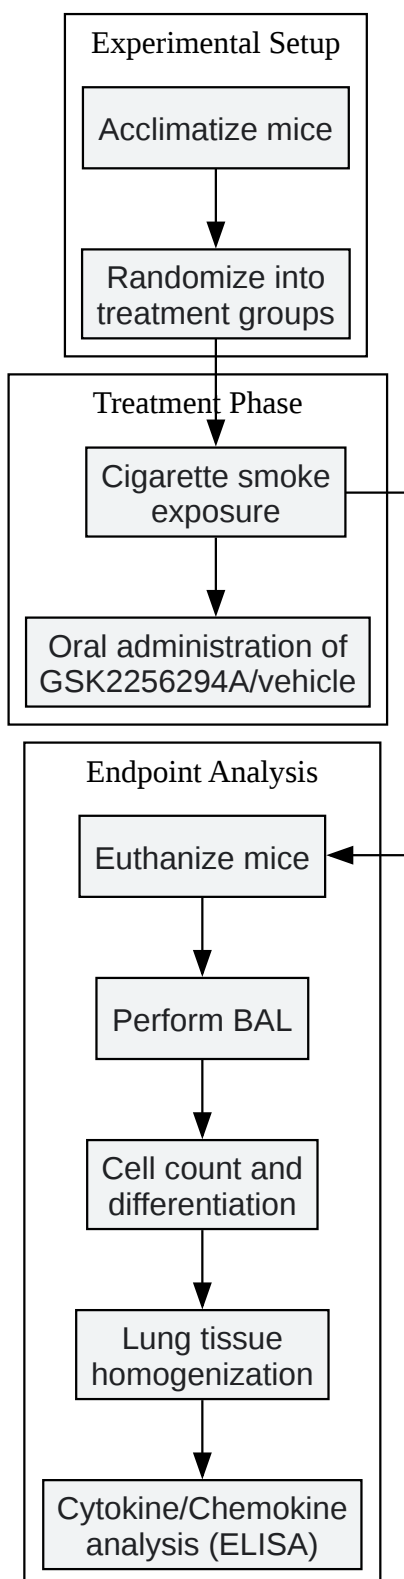 Experimental Setup
Acclimatize mice
Randomize into
treatment groups
Treatment Phase
Cigarette smoke
exposure
Oral administration of
GSK2256294A/vehicle
Endpoint Analysis
Euthanize mice
Perform BAL
Cell count and
differentiation
Lung tissue
homogenization
Cytokine/Chemokine
analysis (ELISA)